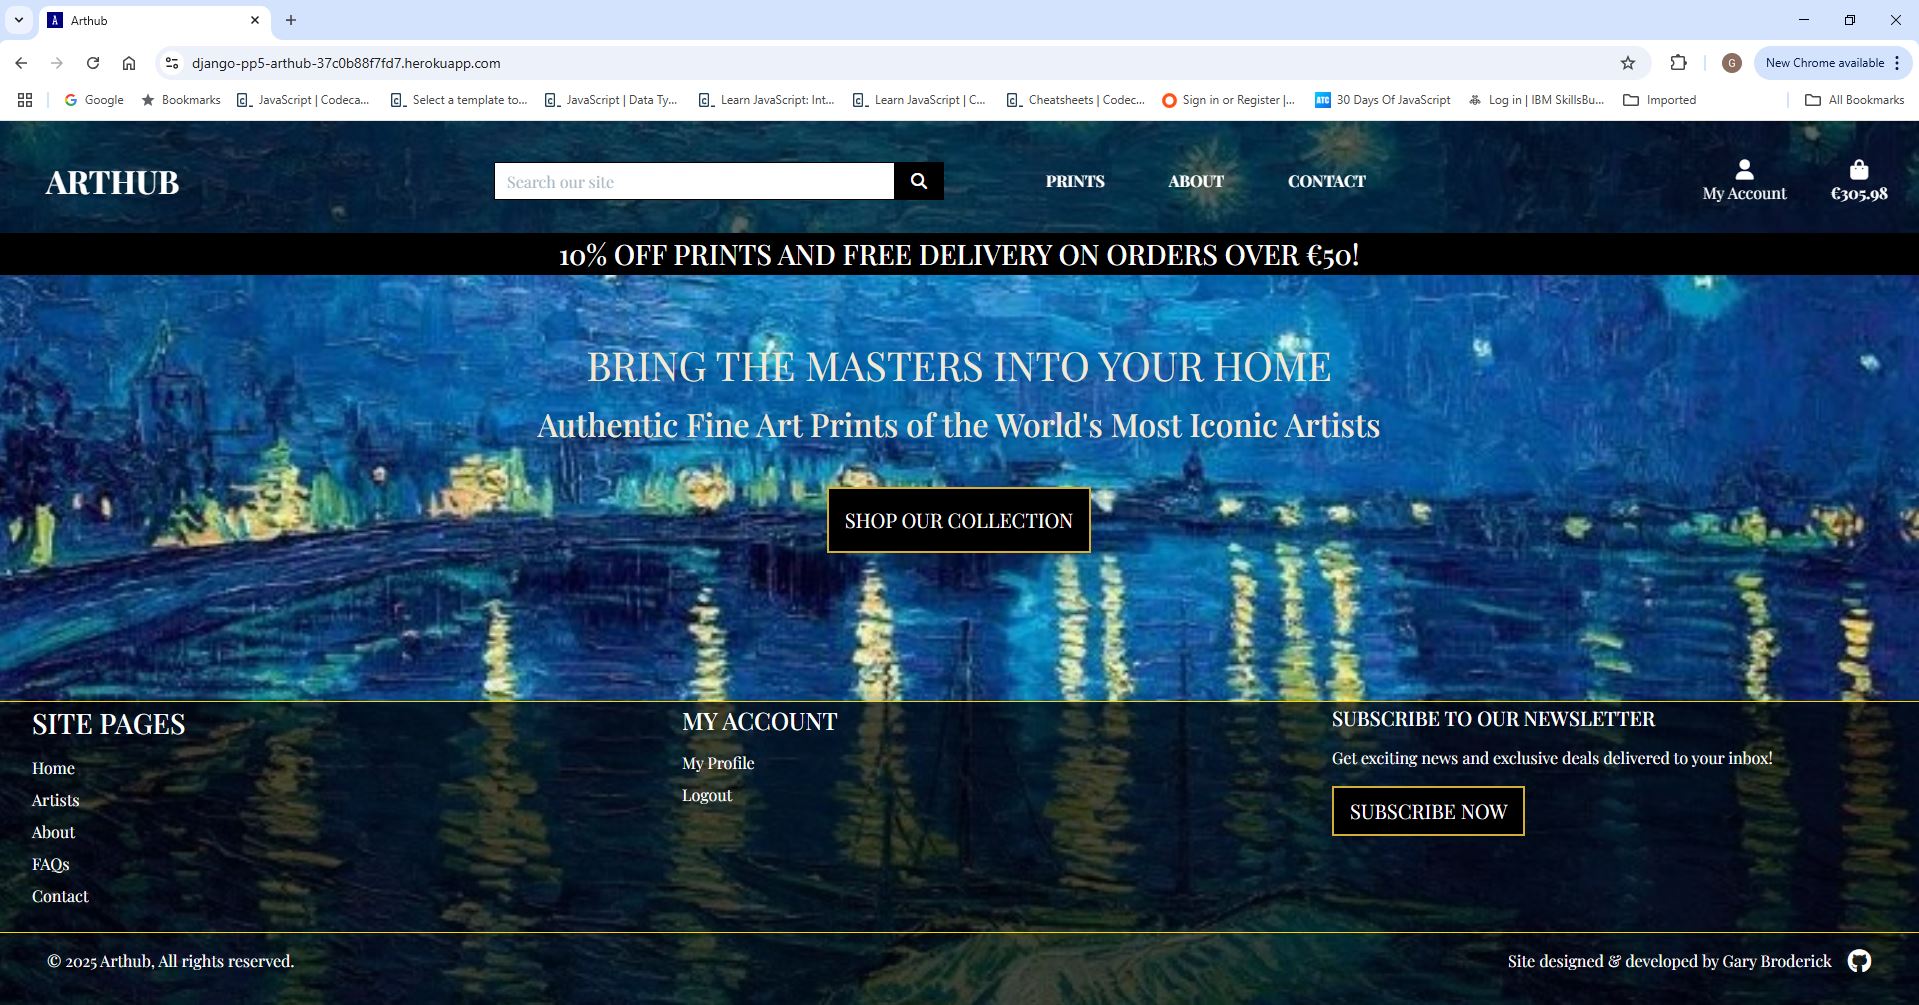 Arthub
django-pp5-arthub-37c0b88f7fd7.herokuapp.com
G
New Chrome available
Google
Bookmarks
JavaScript | Codeca...
Select a template to...
JavaScript | Data Ty...
Learn JavaScript: Int...
Learn JavaScript | C...
Cheatsheets | Codec...
Sign in or Register |...
ATC
30 Days Of JavaScript
Log in | IBM SkillsBu...
Imported
All Bookmarks
ARTHUB
Search our site
PRINTS
ABOUT
CONTACT
My Account
€305.98
10% OFF PRINTS AND FREE DELIVERY ON ORDERS OVER €50!
BRING THE MASTERS INTO YOUR HOME
Authentic Fine Art Prints of the World's Most Iconic Artists
SHOP OUR COLLECTION
SITE PAGES
Home
Artists
About
FAQs
Contact
MY ACCOUNT
My Profile
Logout
SUBSCRIBE TO OUR NEWSLETTER
Get exciting news and exclusive deals delivered to your inbox!
SUBSCRIBE NOW
© 2025 Arthub, All rights reserved.
Site designed & developed by Gary Broderick